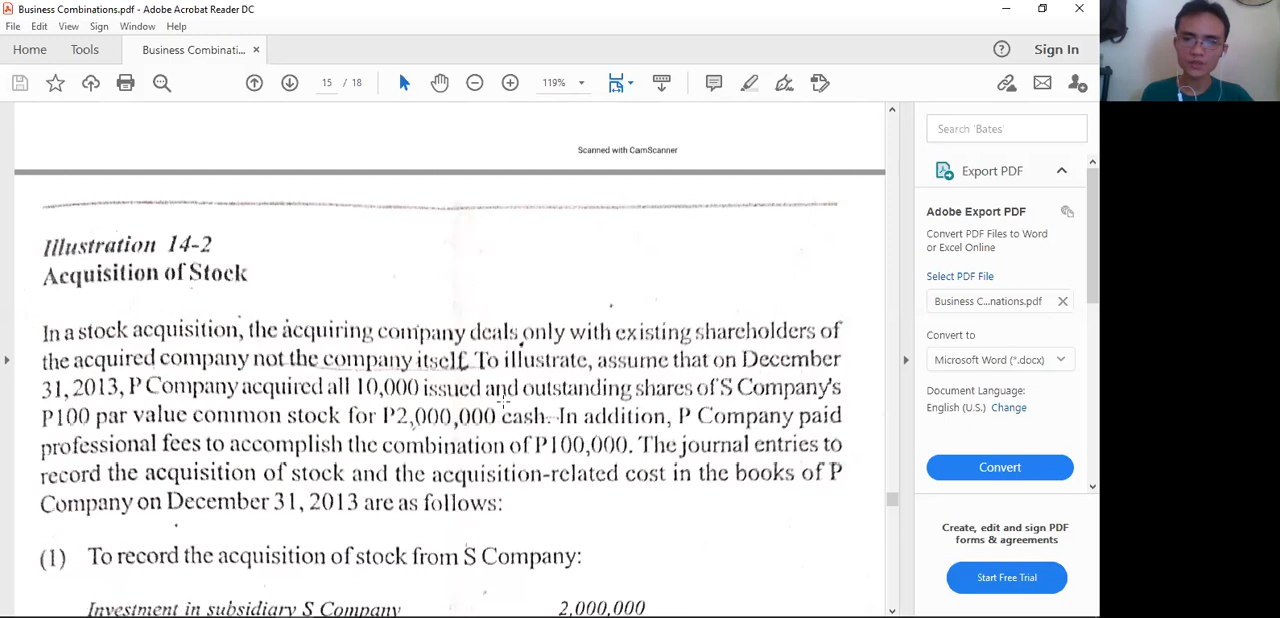 Business Combinations.pdf - Adobe Acrobat Reader DC
File Edit View Sign Window Help
Home Tools Business Combinati... × Sign In
15 / 18 119%
Scanned with CamScanner
Illustration 14-2
Acquisition of Stock
In a stock acquisition, the acquiring company deals only with existing shareholders of
the acquired company not the company itself. To illustrate, assume that on December
31, 2013, P Company acquired all 10,000 issued and outstanding shares of S Company's
P100 par value common stock for P2,000,000 cash. In addition, P Company paid
professional fees to accomplish the combination of P100,000. The journal entries to
record the acquisition of stock and the acquisition-related cost in the books of P
Company on December 31, 2013 are as follows:
(1) To record the acquisition of stock from S Company:
Investment in subsidiary S Company 2,000,000
Search 'Bates'
Export PDF
Adobe Export PDF
Convert PDF Files to Word
or Excel Online
Select PDF File
Business C...nations.pdf
Convert to
Microsoft Word (*.docx)
Document Language:
English (U.S.) Change
Convert
Create, edit and sign PDF
forms & agreements
Start Free Trial